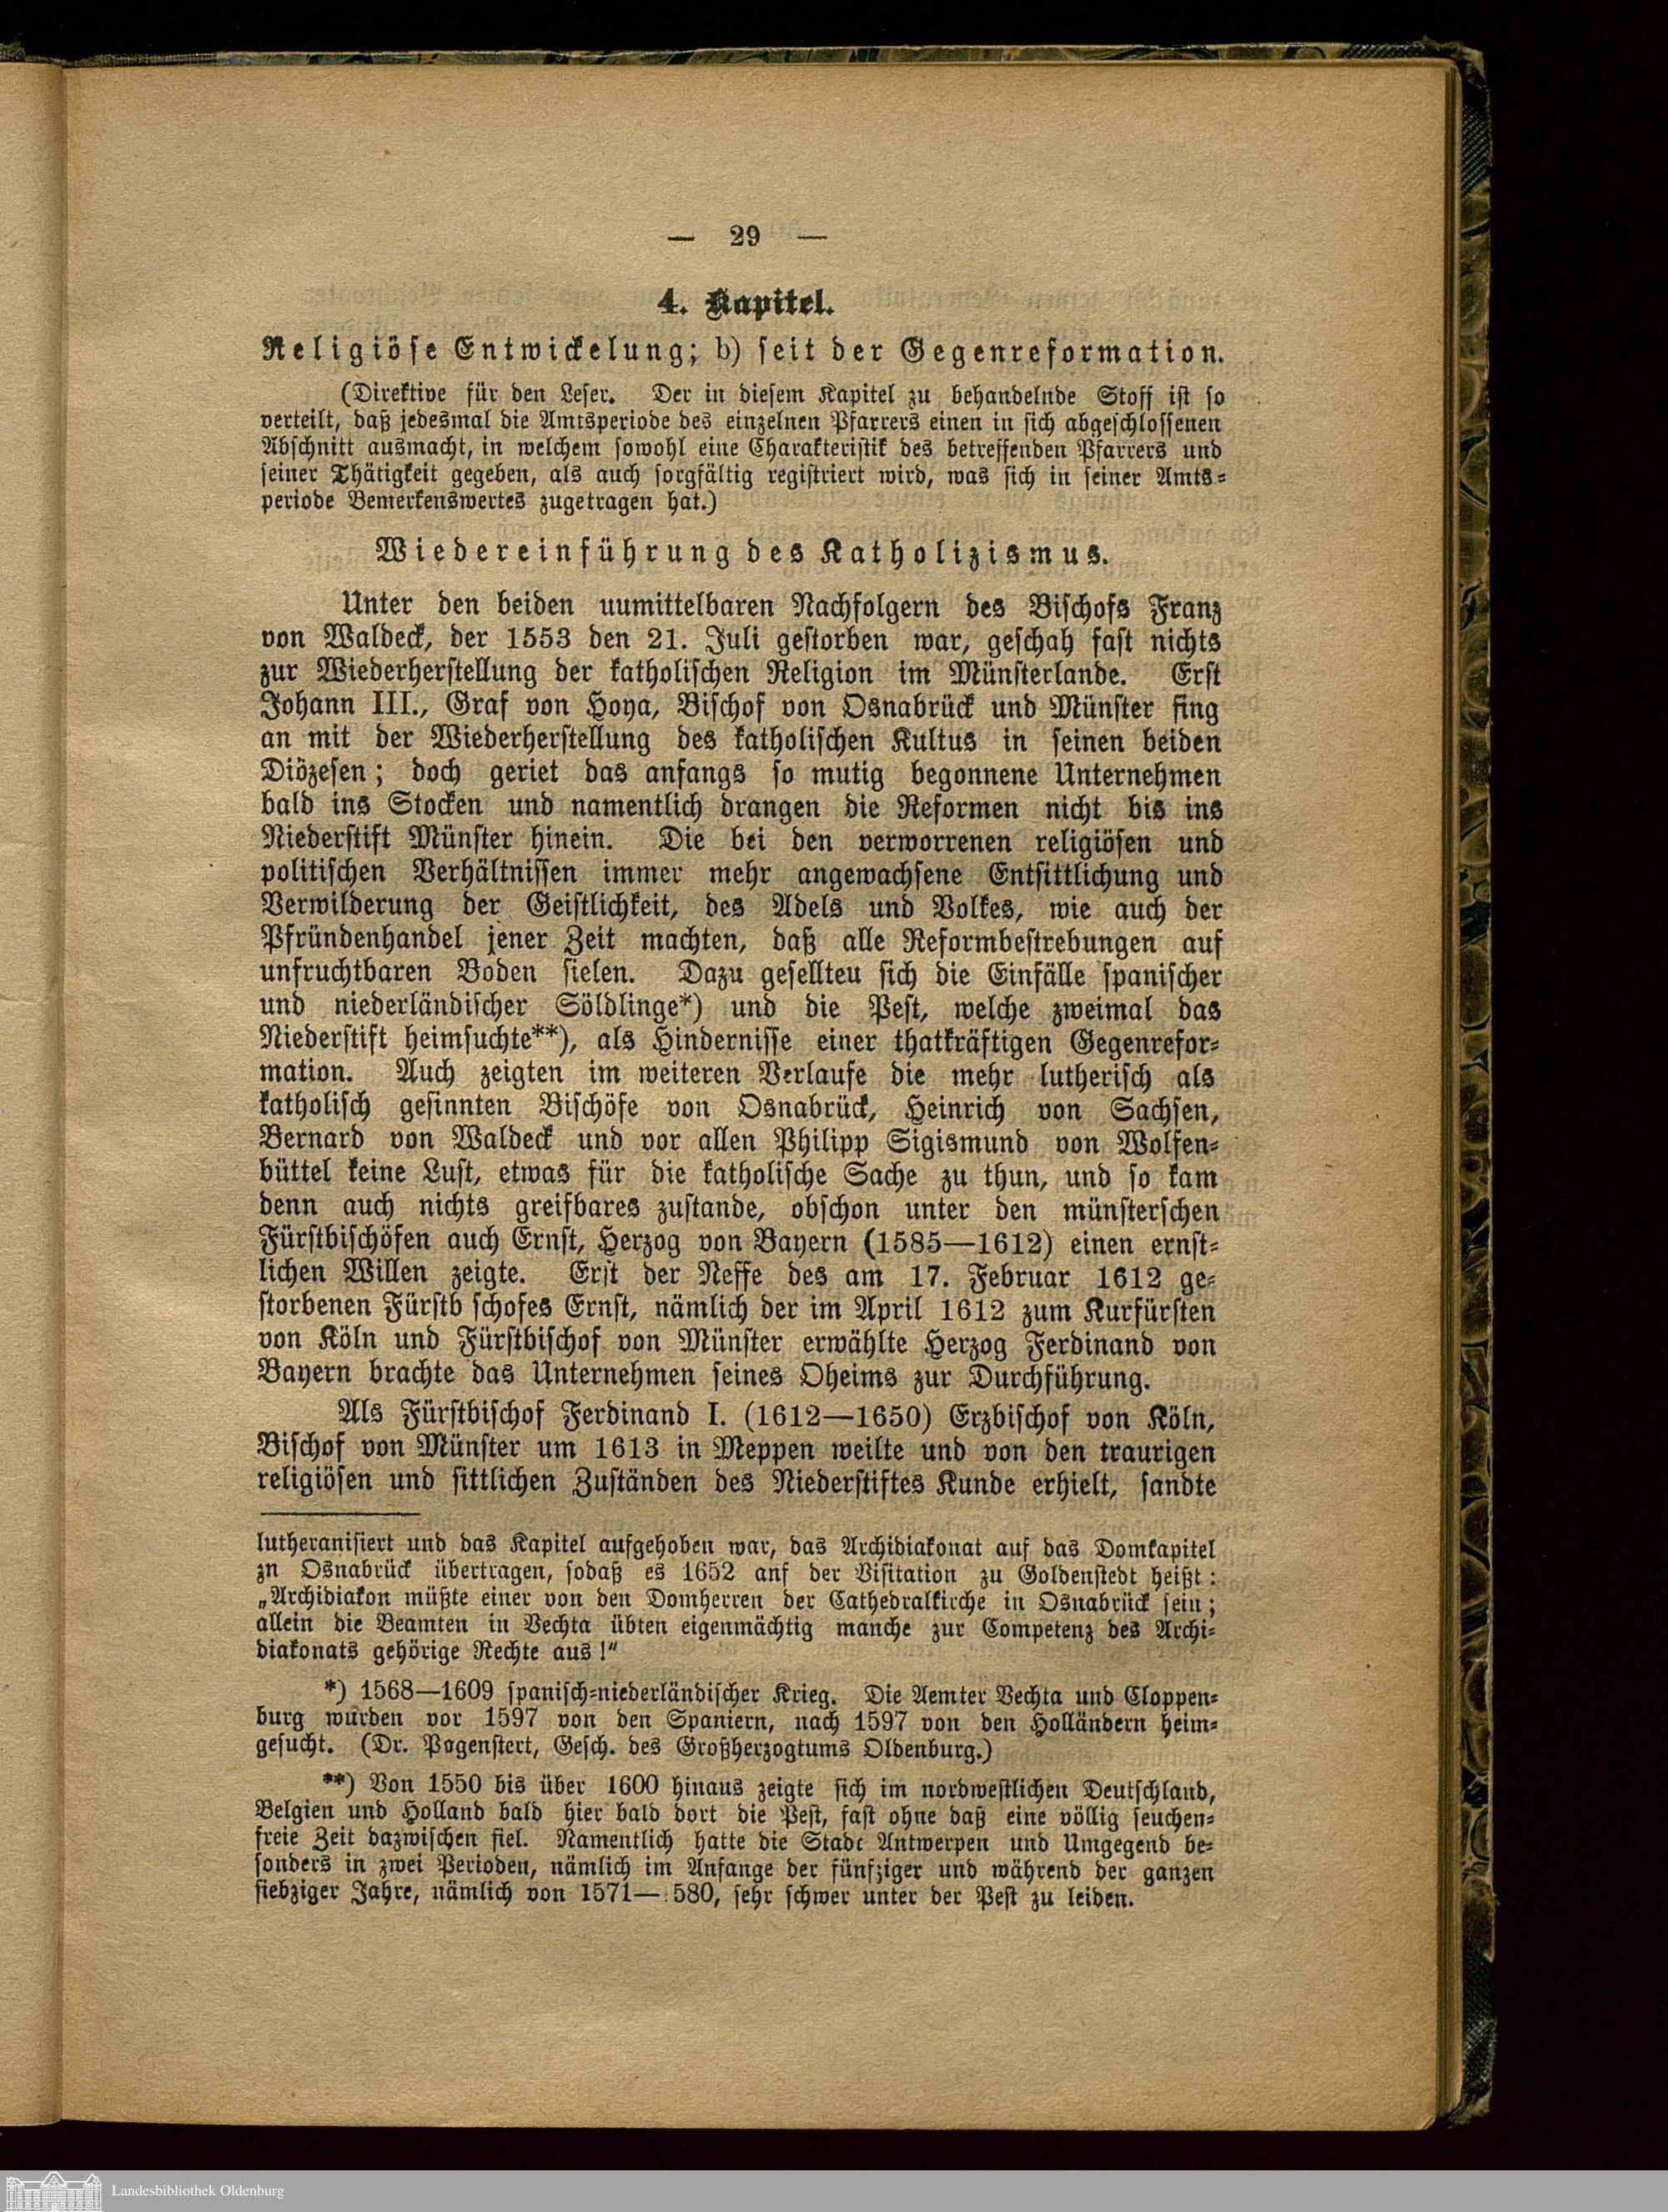 — 29 —
4. Kapitel.
Religiöse Entwickelung; b) seit der Gegenreformation.
(Direktive für den Leser. Der in diesem Kapitel zu behandelnde Stoff ist so
verteilt, daß jedesmal die Amtsperiode des einzelnen Pfarrers einen in sich abgeschlossenen
Abschnitt ausmacht, in welchem sowohl eine Charakteristik des betreffenden Pfarrers und
seiner Thätigkeit gegeben, als auch sorgfältig registriert wird, was sich in seiner Amts-
periode Bemerkenswertes zugetragen hat.)
Wiedereinführung des Katholizismus.
Unter den beiden uumittelbaren Nachfolgern des Bischofs Franz
von Waldeck, der 1553 den 21. Juli gestorben war, geschah fast nichts
zur Wiederherstellung der katholischen Religion im Münsterlande. Erst
Johann III., Graf von Hoya, Bischof von Osnabrück und Münster fing
an mit der Wiederherstellung des katholischen Kultus in seinen beiden
Diözesen; doch geriet das anfangs so mutig begonnene Unternehmen
bald ins Stocken und namentlich drangen die Reformen nicht bis ins
Niederstift Münster hinein. Die bei den verworrenen religiösen und
politischen Verhältnissen immer mehr angewachsene Entsittlichung und
Verwilderung der Geistlichkeit, des Adels und Volkes, wie auch der
Pfründenhandel jener Zeit machten, daß alle Reformbestrebungen auf
unfruchtbaren Boden fielen. Dazu gesellteu sich die Einfälle spanischer
und niederländischer Söldlinge*) und die Pest, welche zweimal das
Niederstift heimsuchte**), als Hindernisse einer thatkräftigen Gegenrefor-
mation. Auch zeigten im weiteren Verlaufe die mehr lutherisch als
katholisch gesinnten Bischöfe von Osnabrück, Heinrich von Sachsen,
Bernard von Waldeck und vor allen Philipp Sigismund von Wolfen-
büttel keine Lust, etwas für die katholische Sache zu thun, und so kam
denn auch nichts greifbares zustande, obschon unter den münsterschen
Fürstbischöfen auch Ernst, Herzog von Bayern (1585—1612) einen ernst-
lichen Willen zeigte. Erst der Neffe des am 17. Februar 1612 ge-
storbenen Fürstb schofes Ernst, nämlich der im April 1612 zum Kurfürsten
von Köln und Fürstbischof von Münster erwählte Herzog Ferdinand von
Bayern brachte das Unternehmen seines Oheims zur Durchführung.
Als Fürstbischof Ferdinand I. (1612—1650) Erzbischof von Köln,
Bischof von Münster um 1613 in Meppen weilte und von den traurigen
religiösen und sittlichen Zuständen des Niederstiftes Kunde erhielt, sandte
lutheranisiert und das Kapitel aufgehoben war, das Archidiakonat auf das Domkapitel
zn Osnabrück übertragen, sodaß es 1652 anf der Visitation zu Goldenstedt heißt:
„Archidiakon müßte einer von den Domherren der Cathedralkirche in Osnabrück sein;
allein die Beamten in Vechta übten eigenmächtig manche zur Competenz des Archi-
diakonats gehörige Rechte aus!"
*) 1568—1609 spanisch-niederländischer Krieg. Die Aemter Vechta und Cloppen-
burg wurden vor 1597 von den Spaniern, nach 1597 von den Holländern heim-
gesucht. (Dr. Pagenstert, Gesch. des Großherzogtums Oldenburg.)
**) Von 1550 bis über 1600 hinaus zeigte sich im nordwestlichen Deutschland,
Belgien und Holland bald hier bald dort die Pest, fast ohne daß eine völlig seuchen-
freie Zeit dazwischen fiel. Namentlich hatte die Stadt Antwerpen und Umgegend be-
sonders in zwei Perioden, nämlich im Anfange der fünfziger und während der ganzen
siebziger Jahre, nämlich von 1571—1580, sehr schwer unter der Pest zu leiden.
Landesbibliothek Oldenburg